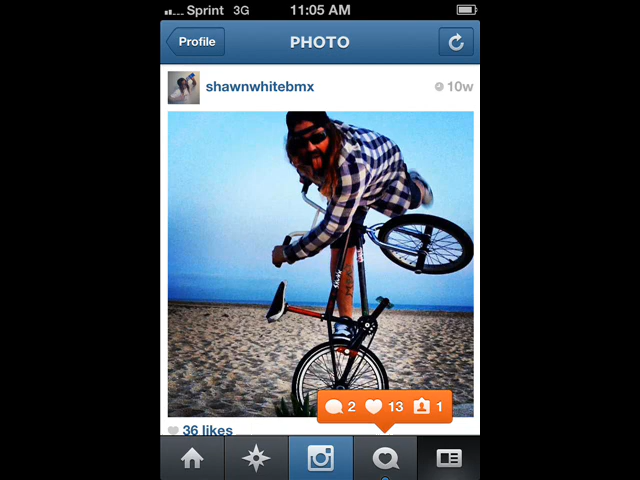 Sprint 3G 11:05 AM
Profile PHOTO
shawnwhitebmx 10w
2 13 1
36 likes